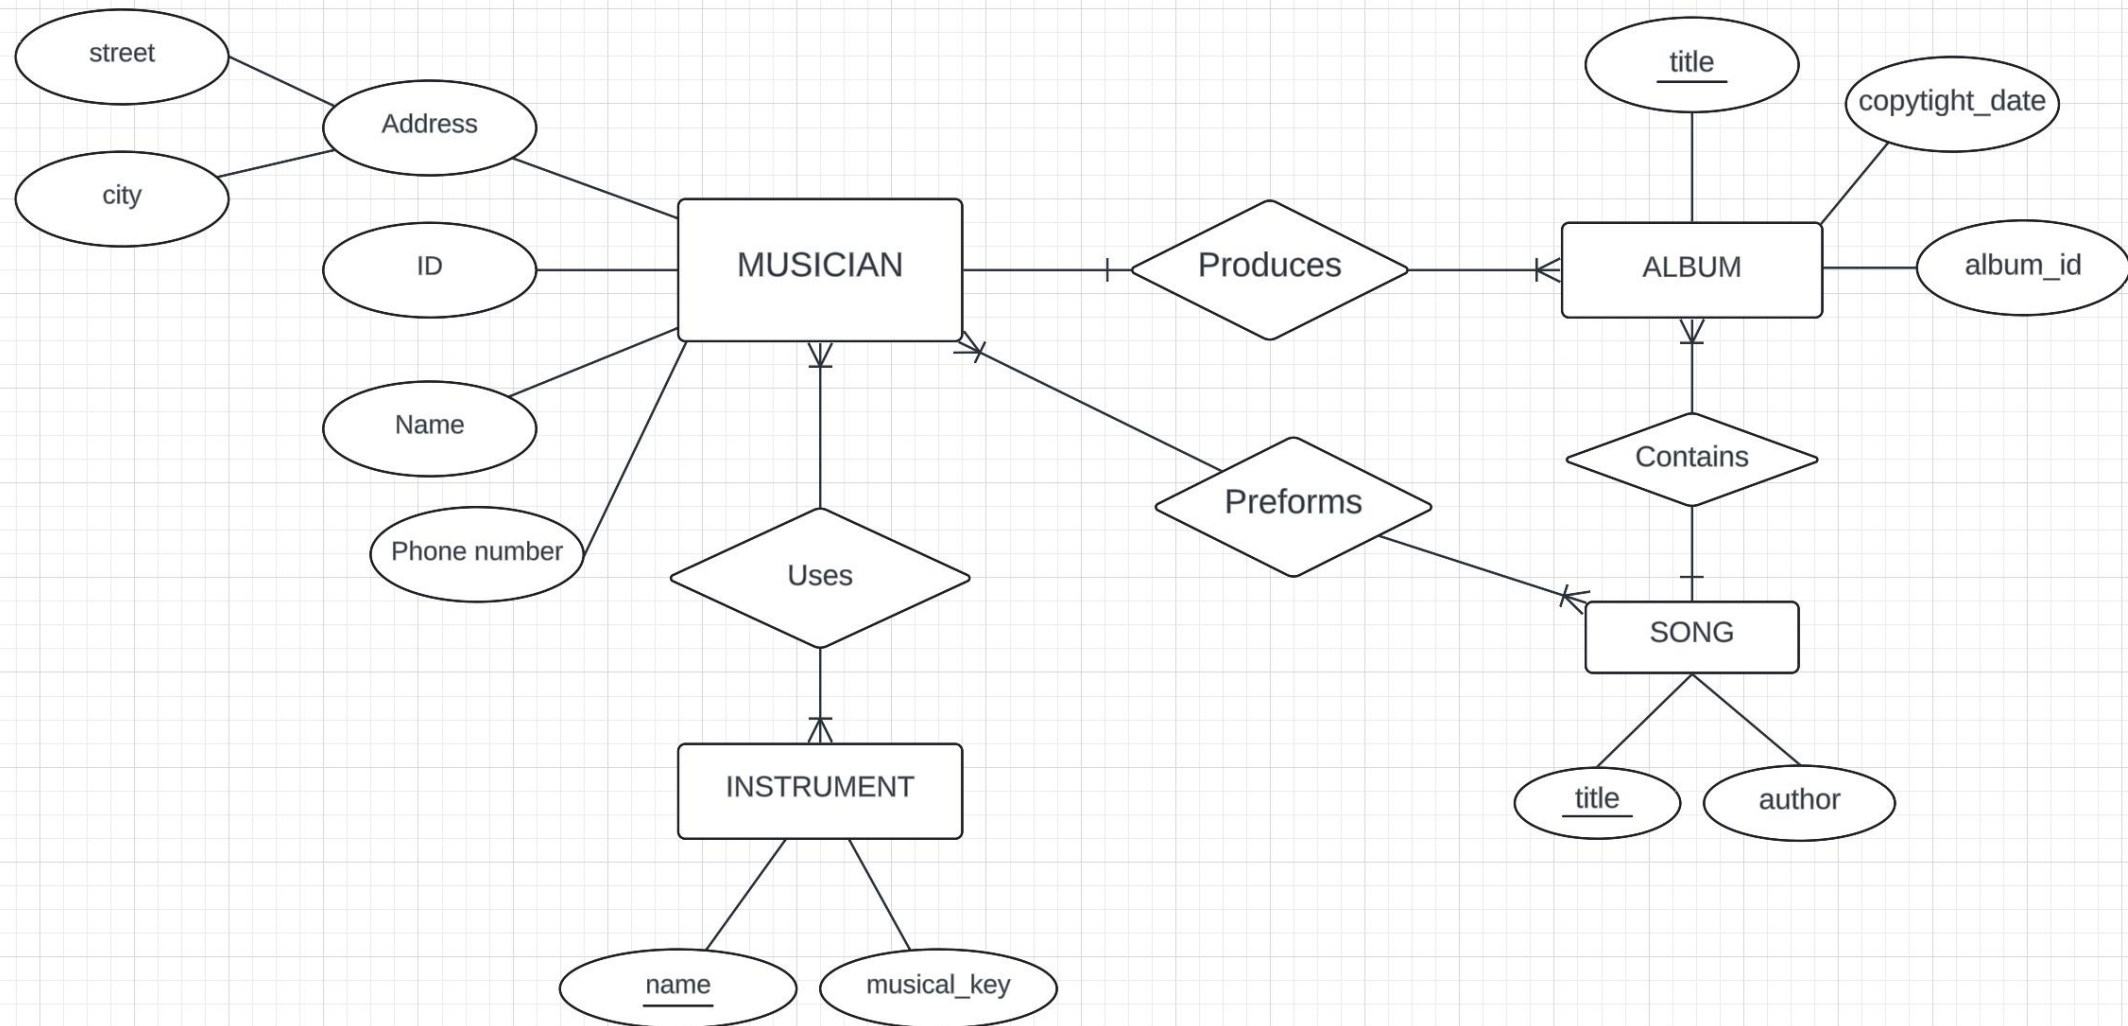 street
title
copytight_date
Address
city
MUSICIAN
Produces
ALBUM
album_id
ID
Name
Contains
Preforms
Phone number
Uses
SONG
INSTRUMENT
title
author
name
musical_key